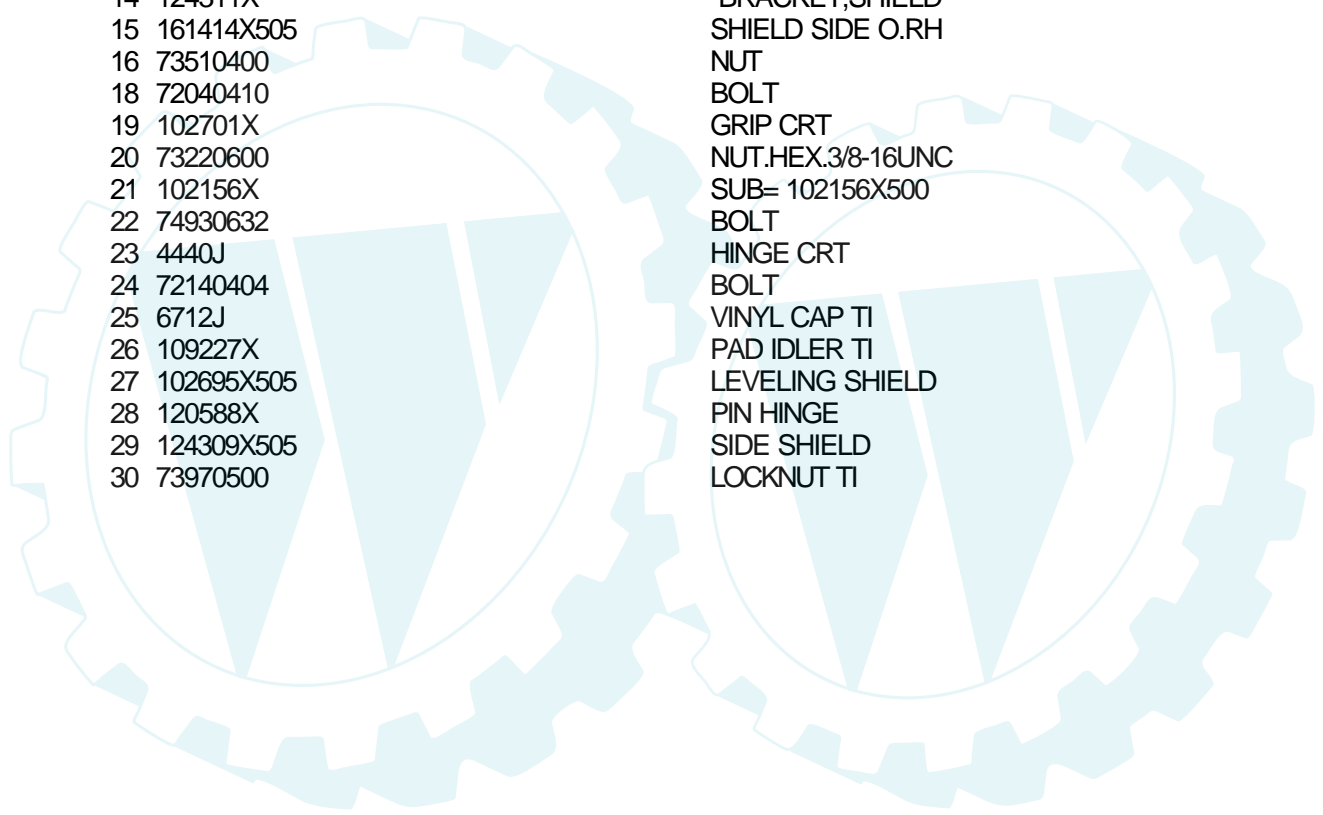 15 161414X505 SHIELD SIDE O.RH
16 73510400 NUT
18 72040410 BOLT
19 102701X GRIP CRT
20 73220600 NUT.HEX.3/8-16UNC
21 102156X SUB= 102156X500
22 74930632 BOLT
23 4440J HINGE CRT
24 72140404 BOLT
25 6712J VINYL CAP TI
26 109227X PAD IDLER TI
27 102695X505 LEVELING SHIELD
28 120588X PIN HINGE
29 124309X505 SIDE SHIELD
30 73970500 LOCKNUT TI